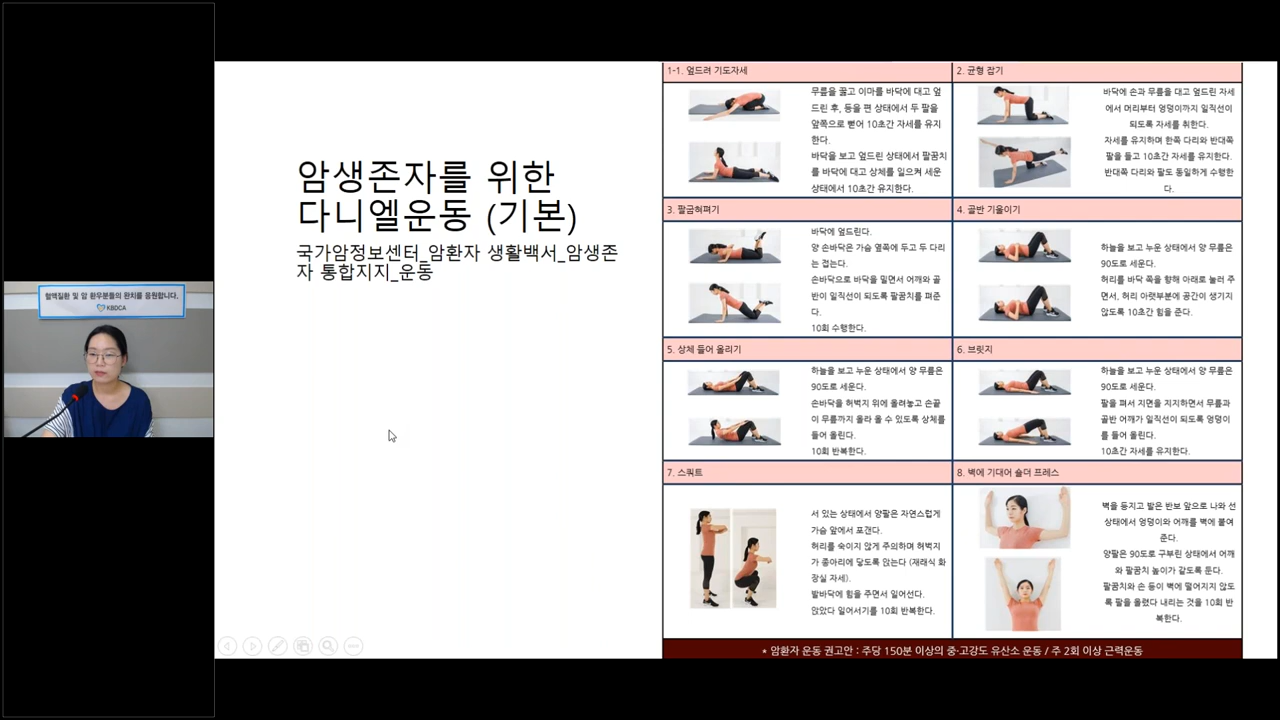 혈액질환 및 암 환우분들의 완치를 응원합니다.
KBDCA
암생존자를 위한
다니엘운동 (기본)
국가암정보센터_암환자 생활백서_암생존
자 통합지지_운동
1-1. 엎드려 기도자세
무릎을 꿇고 이마를 바닥에 대고 엎
드린 후, 등을 편 상태에서 두 팔을
앞쪽으로 뻗어 10초간 자세를 유지
한다.
바닥을 보고 엎드린 상태에서 팔꿈치
를 바닥에 대고 상체를 일으켜 세운
상태에서 10초간 유지한다.
2. 균형 잡기
바닥에 손과 무릎을 대고 엎드린 자세
에서 머리부터 엉덩이까지 일직선이
되도록 자세를 취한다.
자세를 유지하며 한쪽 다리와 반대쪽
팔을 들고 10초간 자세를 유지한다.
반대쪽 다리와 팔도 동일하게 수행한
다.
3. 팔굽혀펴기
바닥에 엎드린다.
양 손바닥은 가슴 옆쪽에 두고 두 다리
는 접는다.
손바닥으로 바닥을 밀면서 어깨와 골
반이 일직선이 되도록 팔꿈치를 펴준
다.
10회 수행한다.
4. 골반 기울이기
하늘을 보고 누운 상태에서 양 무릎은
90도로 세운다.
허리를 바닥 쪽을 향해 아래로 눌러 주
면서, 허리 아랫부분에 공간이 생기지
않도록 10초간 힘을 준다.
5. 상체 들어 올리기
하늘을 보고 누운 상태에서 양 무릎은
90도로 세운다.
손바닥을 허벅지 위에 올려놓고 손끝
이 무릎까지 올라 올 수 있도록 상체를
들어 올린다.
10회 반복한다.
6. 브릿지
하늘을 보고 누운 상태에서 양 무릎은
90도로 세운다.
팔을 펴서 지면을 지지하면서 무릎과
골반 어깨가 일직선이 되도록 엉덩이
를 들어 올린다.
10초간 자세를 유지한다.
7. 스쿼트
서 있는 상태에서 양팔은 자연스럽게
가슴 앞에서 포갠다.
허리를 숙이지 않게 주의하며 허벅지
가 종아리에 닿도록 앉는다 (재래식 화
장실 자세).
발바닥에 힘을 주면서 일어선다.
앉았다 일어서기를 10회 반복한다.
8. 벽에 기대어 숄더 프레스
벽을 등지고 발은 반보 앞으로 나와 선
상태에서 엉덩이와 어깨를 벽에 붙여
준다.
양팔은 90도로 구부린 상태에서 어깨
와 팔꿈치 높이가 같도록 둔다.
팔꿈치와 손 등이 벽에 떨어지지 않도
록 팔을 올렸다 내리는 것을 10회 반
복한다.
* 암환자 운동 권고안 : 주당 150분 이상의 중·고강도 유산소 운동 / 주 2회 이상 근력운동